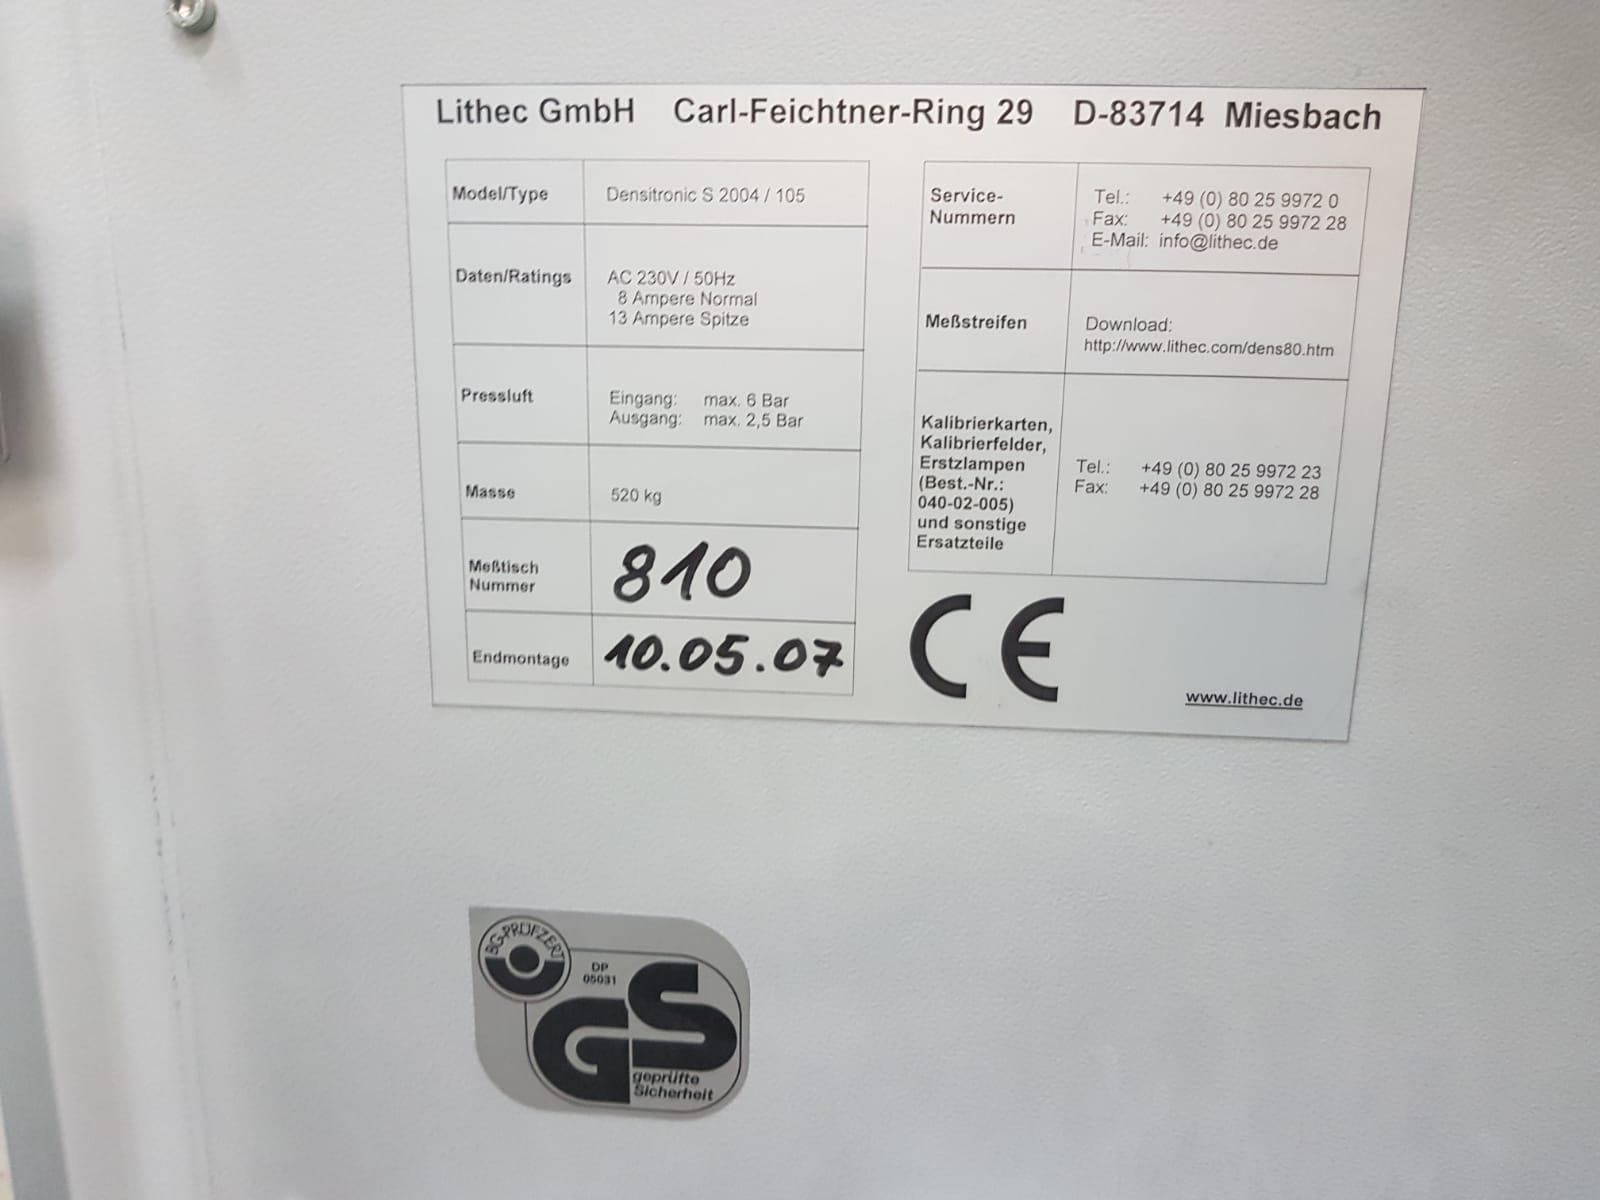 Lithec GmbH Carl-Feichtner-Ring 29 D-83714 Miesbach
Model/Type Densitronic S 2004 / 105
Daten/Ratings AC 230V / 50Hz
8 Ampere Normal
13 Ampere Spitze
Pressluft Eingang: max. 6 Bar
Ausgang: max. 2,5 Bar
Masse 520 kg
Meßtisch
Nummer
810
Endmontage 10.05.07
Service-
Nummern
Tel.: +49 (0) 80 25 9972 0
Fax: +49 (0) 80 25 9972 28
E-Mail: info@lithec.de
Meßstreifen
Download:
http://www.lithec.com/dens80.htm
Kalibrierkarten,
Kalibrierfelder,
Erstzlampen
(Best.-Nr.:
040-02-005)
und sonstige
Ersatzteile
Tel.: +49 (0) 80 25 9972 23
Fax: +49 (0) 80 25 9972 28
CE
www.lithec.de
BG-PRÜFZERT
DP
05031
GS
geprüfte
Sicherheit